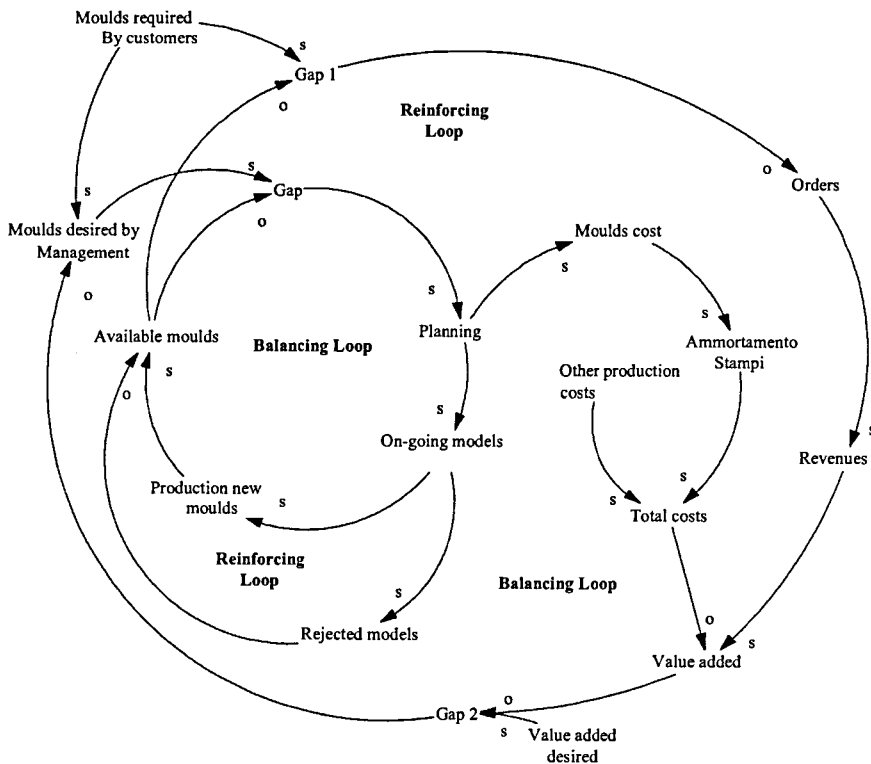 Moulds required
By customers
s
Gap 1
o
Reinforcing
Loop
s
Gap
o
s
Moulds desired by
Management
o
o
Orders
Moulds cost
s
s
Planning
Available moulds
s
o
Balancing Loop
s
Ammortamento
Stampi
Other production
costs
s
On-going models
s
Revenues
Production new
moulds
s
s
s
Total costs
Reinforcing
Loop
s
Balancing Loop
Rejected models
o
s
Value added
o
Gap 2
s
Value added
desired